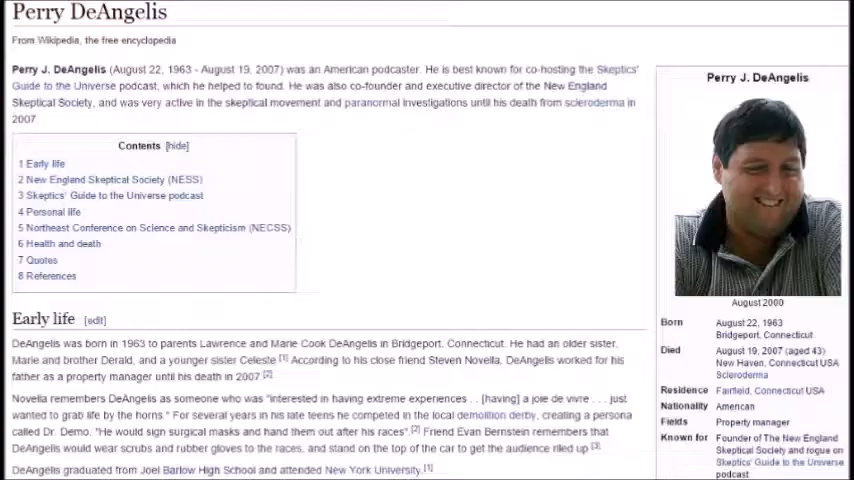 Perry DeAngelis
From Wikipedia, the free encyclopedia
Perry J. DeAngelis (August 22, 1963 - August 19, 2007) was an American podcaster. He is best known for co-hosting the Skeptics'
Guide to the Universe podcast, which he helped to found. He was also co-founder and executive director of the New England
Skeptical Society, and was very active in the skeptical movement and paranormal investigations until his death from scleroderma in
2007
Contents [hide]
1 Early life
2 New England Skeptical Society (NESS)
3 Skeptics' Guide to the Universe podcast
4 Personal life
5 Northeast Conference on Science and Skepticism (NECSS)
6 Health and death
7 Quotes
8 References
Early life [edit]
DeAngelis was born in 1963 to parents Lawrence and Marie Cook DeAngelis in Bridgeport, Connecticut. He had an older sister,
Marie and brother Derald, and a younger sister Celeste.[1] According to his close friend Steven Novella, DeAngelis worked for his
father as a property manager until his death in 2007 [2]
Novella remembers DeAngelis as someone who was "interested in having extreme experiences . . [having] a joie de vivre . . . just
wanted to grab life by the horns." For several years in his late teens he competed in the local demolition derby, creating a persona
called Dr. Demo. "He would sign surgical masks and hand them out after his races".[2] Friend Evan Bernstein remembers that
DeAngelis would wear scrubs and rubber gloves to the races, and stand on the top of the car to get the audience riled up [3]
DeAngelis graduated from Joel Barlow High School and attended New York University.[1]
Perry J. DeAngelis
August 2000
Born August 22, 1963
Bridgeport, Connecticut
Died August 19, 2007 (aged 43)
New Haven, Connecticut USA
Scleroderma
Residence Fairfield, Connecticut USA
Nationality American
Fields Property manager
Known for Founder of The New England
Skeptical Society and rogue on
Skeptics' Guide to the Universe
podcast